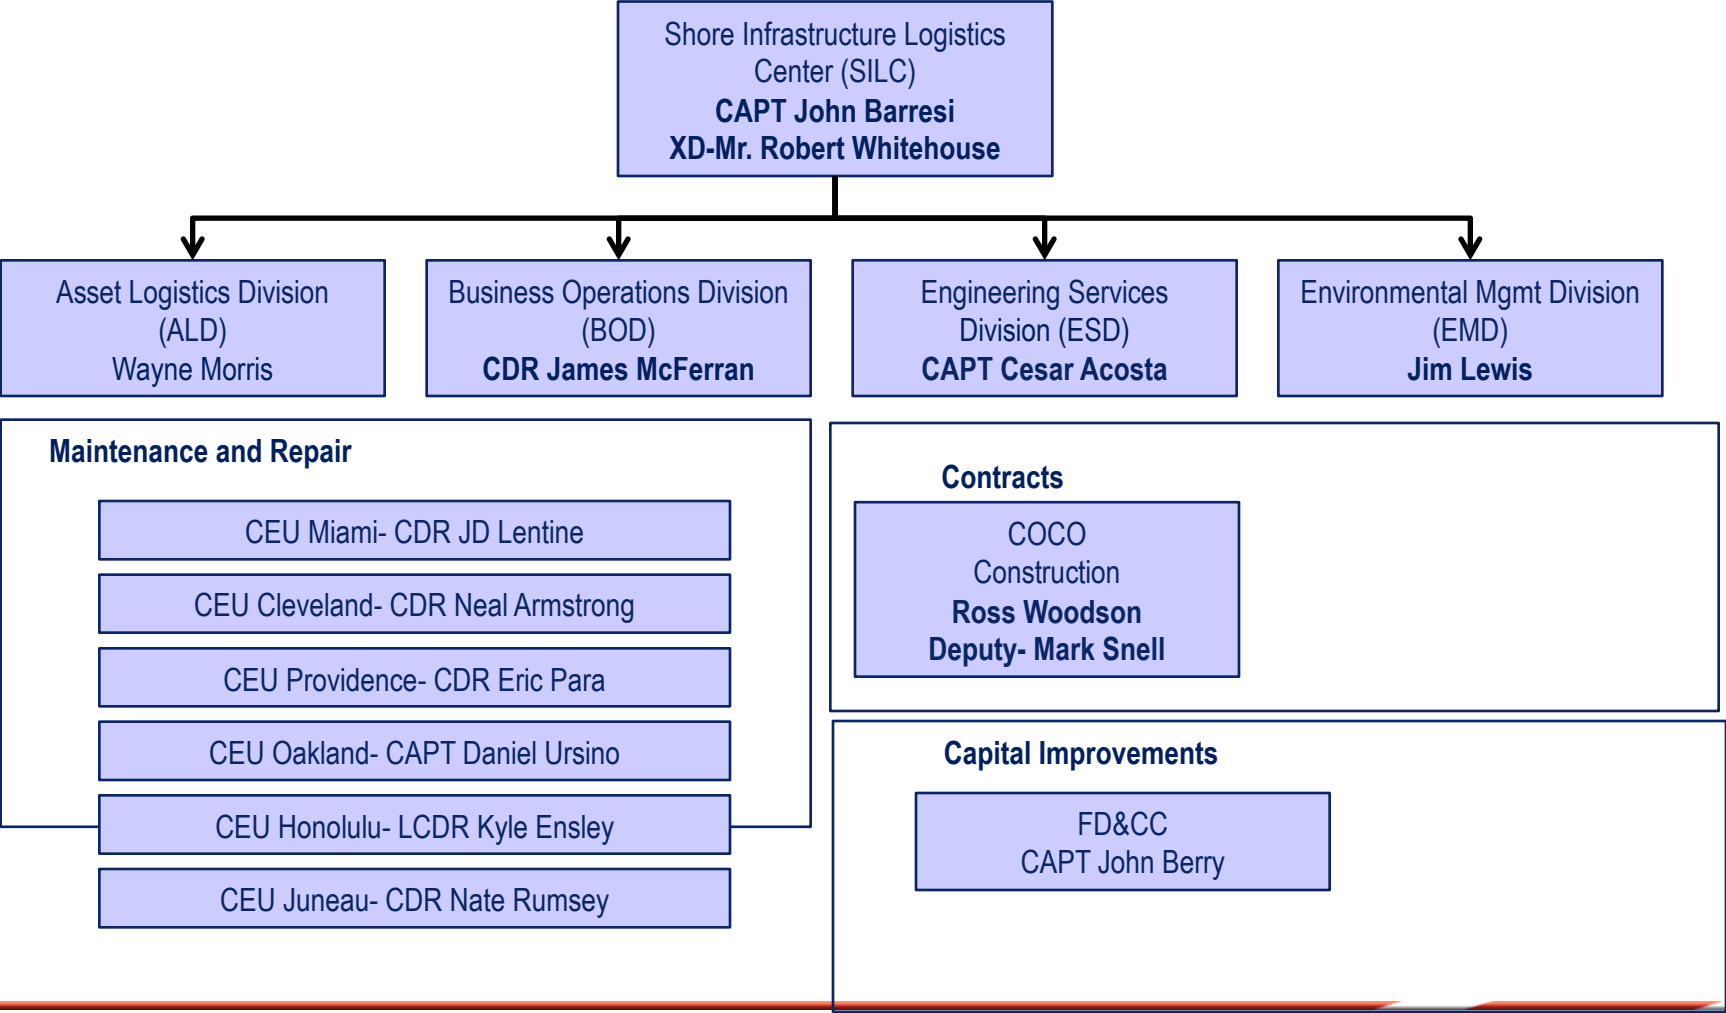 Shore Infrastructure Logistics
Center (SILC)
CAPT John Barresi
XD-Mr. Robert Whitehouse
Asset Logistics Division
(ALD)
Wayne Morris
Business Operations Division
(BOD)
CDR James McFerran
Engineering Services
Division (ESD)
CAPT Cesar Acosta
Environmental Mgmt Division
(EMD)
Jim Lewis
Maintenance and Repair
CEU Miami- CDR JD Lentine
CEU Cleveland- CDR Neal Armstrong
CEU Providence- CDR Eric Para
CEU Oakland- CAPT Daniel Ursino
CEU Honolulu- LCDR Kyle Ensley
CEU Juneau- CDR Nate Rumsey
Contracts
COCO
Construction
Ross Woodson
Deputy- Mark Snell
Capital Improvements
FD&CC
CAPT John Berry